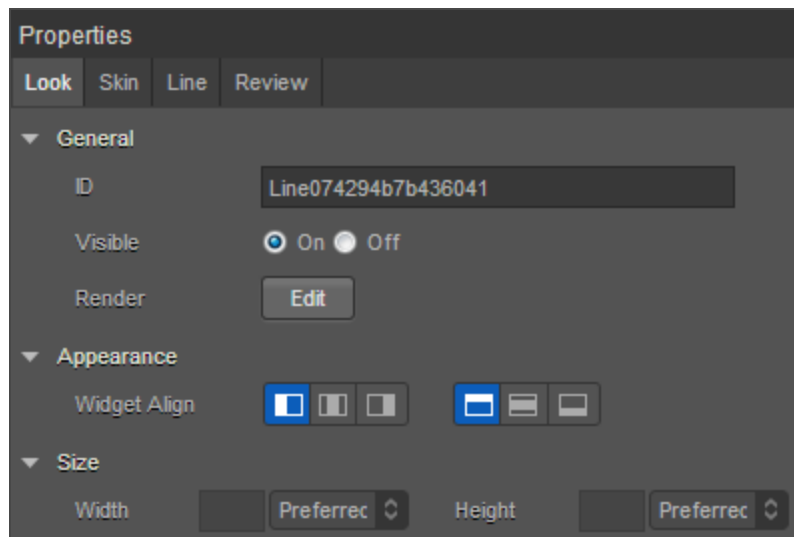 Properties
Look Skin Line Review
General
ID Line074294b7b436041
Visible On Off
Render Edit
Appearance
Widget Align
Size
Width Preferrec Height Preferrec